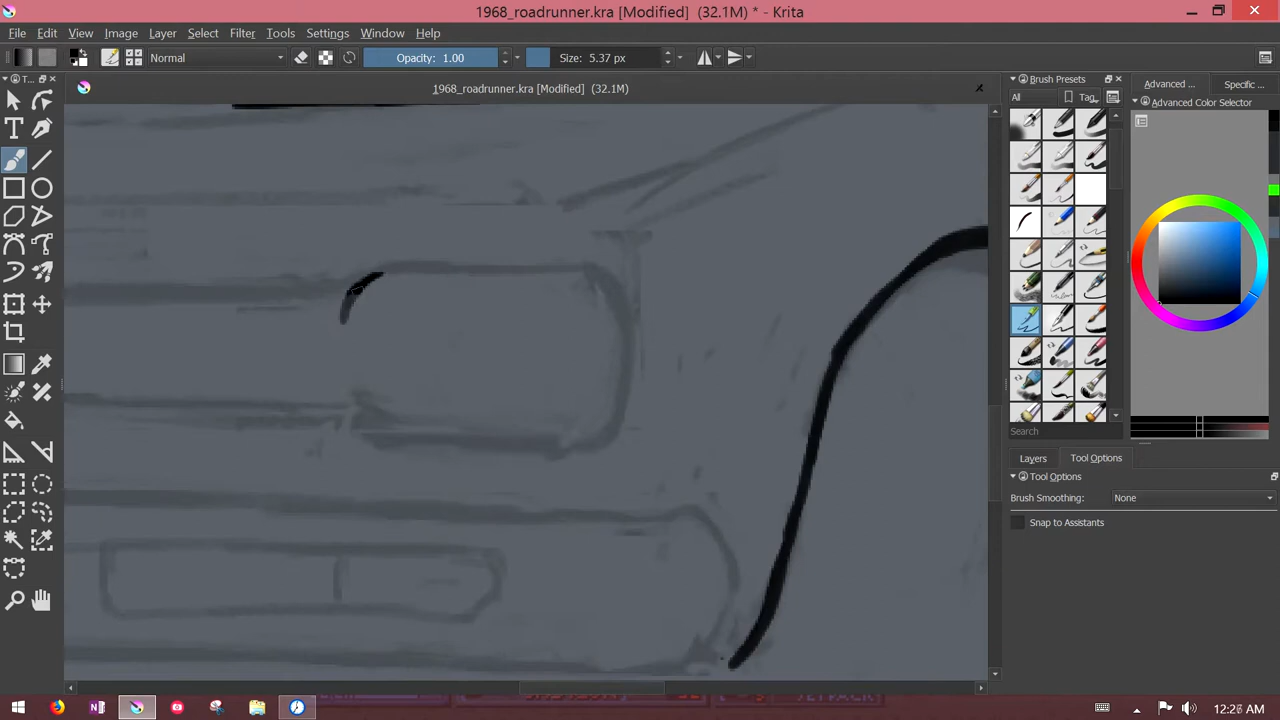 1968_roadrunner.kra [Modified] (32.1M) * - Krita
File Edit View Image Layer Select Filter Tools Settings Window Help
Normal Opacity: 1.00 Size: 5.37 px
T...
1968_roadrunner.kra [Modified] (32.1M)
Brush Presets
All Tag
Advanced ... Specific ...
Advanced Color Selector
Search
Layers Tool Options
Tool Options
Brush Smoothing: None
Snap to Assistants
JETPACK
12:26 AM